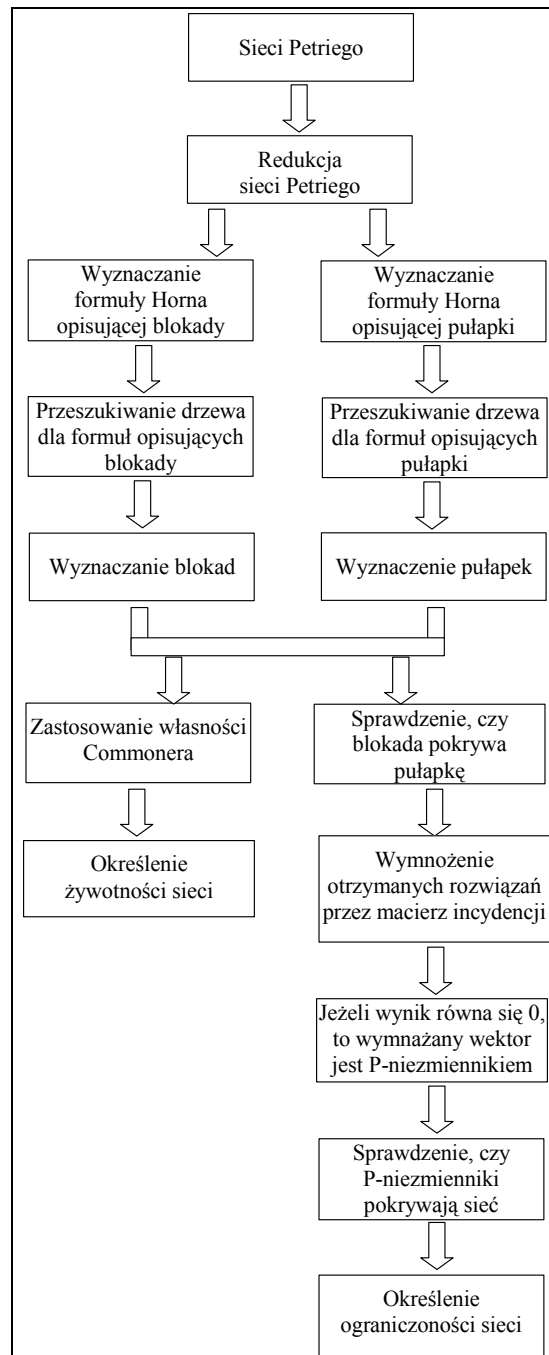 Sieci Petriego
Redukcja
sieci Petriego
Wyznaczanie
formuły Horna
opisującej blokady
Wyznaczanie
formuły Horna
opisującej pułapki
Przeszukiwanie drzewa
dla formuł opisujących
blokady
Przeszukiwanie drzewa
dla formuł opisujących
pułapki
Wyznaczanie blokad
Wyznaczenie pułapek
Zastosowanie własności
Commonera
Sprawdzenie, czy
blokada pokrywa
pułapkę
Określenie
żywotności sieci
Wymnożenie
otrzymanych rozwiązań
przez macierz incydencji
Jeżeli wynik równa się 0,
to wymnażany wektor
jest P-niezmiennikiem
Sprawdzenie, czy
P-niezmienniki
pokrywają sieć
Określenie
ograniczoności sieci